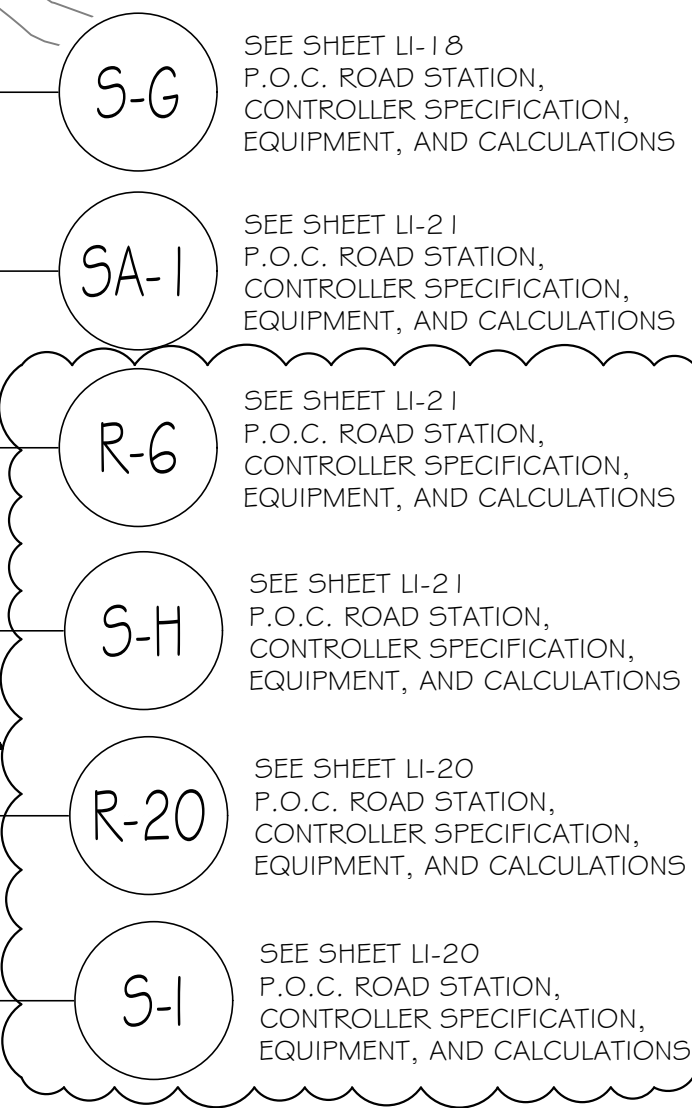 S-G
SEE SHEET LI-18
P.O.C. ROAD STATION,
CONTROLLER SPECIFICATION,
EQUIPMENT, AND CALCULATIONS
SA-1
SEE SHEET LI-21
P.O.C. ROAD STATION,
CONTROLLER SPECIFICATION,
EQUIPMENT, AND CALCULATIONS
R-6
SEE SHEET LI-21
P.O.C. ROAD STATION,
CONTROLLER SPECIFICATION,
EQUIPMENT, AND CALCULATIONS
S-H
SEE SHEET LI-21
P.O.C. ROAD STATION,
CONTROLLER SPECIFICATION,
EQUIPMENT, AND CALCULATIONS
R-20
SEE SHEET LI-20
P.O.C. ROAD STATION,
CONTROLLER SPECIFICATION,
EQUIPMENT, AND CALCULATIONS
S-I
SEE SHEET LI-20
P.O.C. ROAD STATION,
CONTROLLER SPECIFICATION,
EQUIPMENT, AND CALCULATIONS